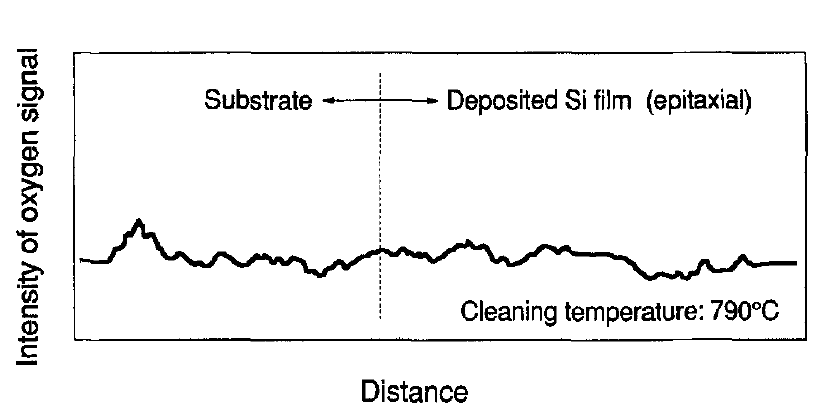 Intensity of oxygen signal
Substrate
Deposited Si film (epitaxial)
Cleaning temperature: 790°C
Distance